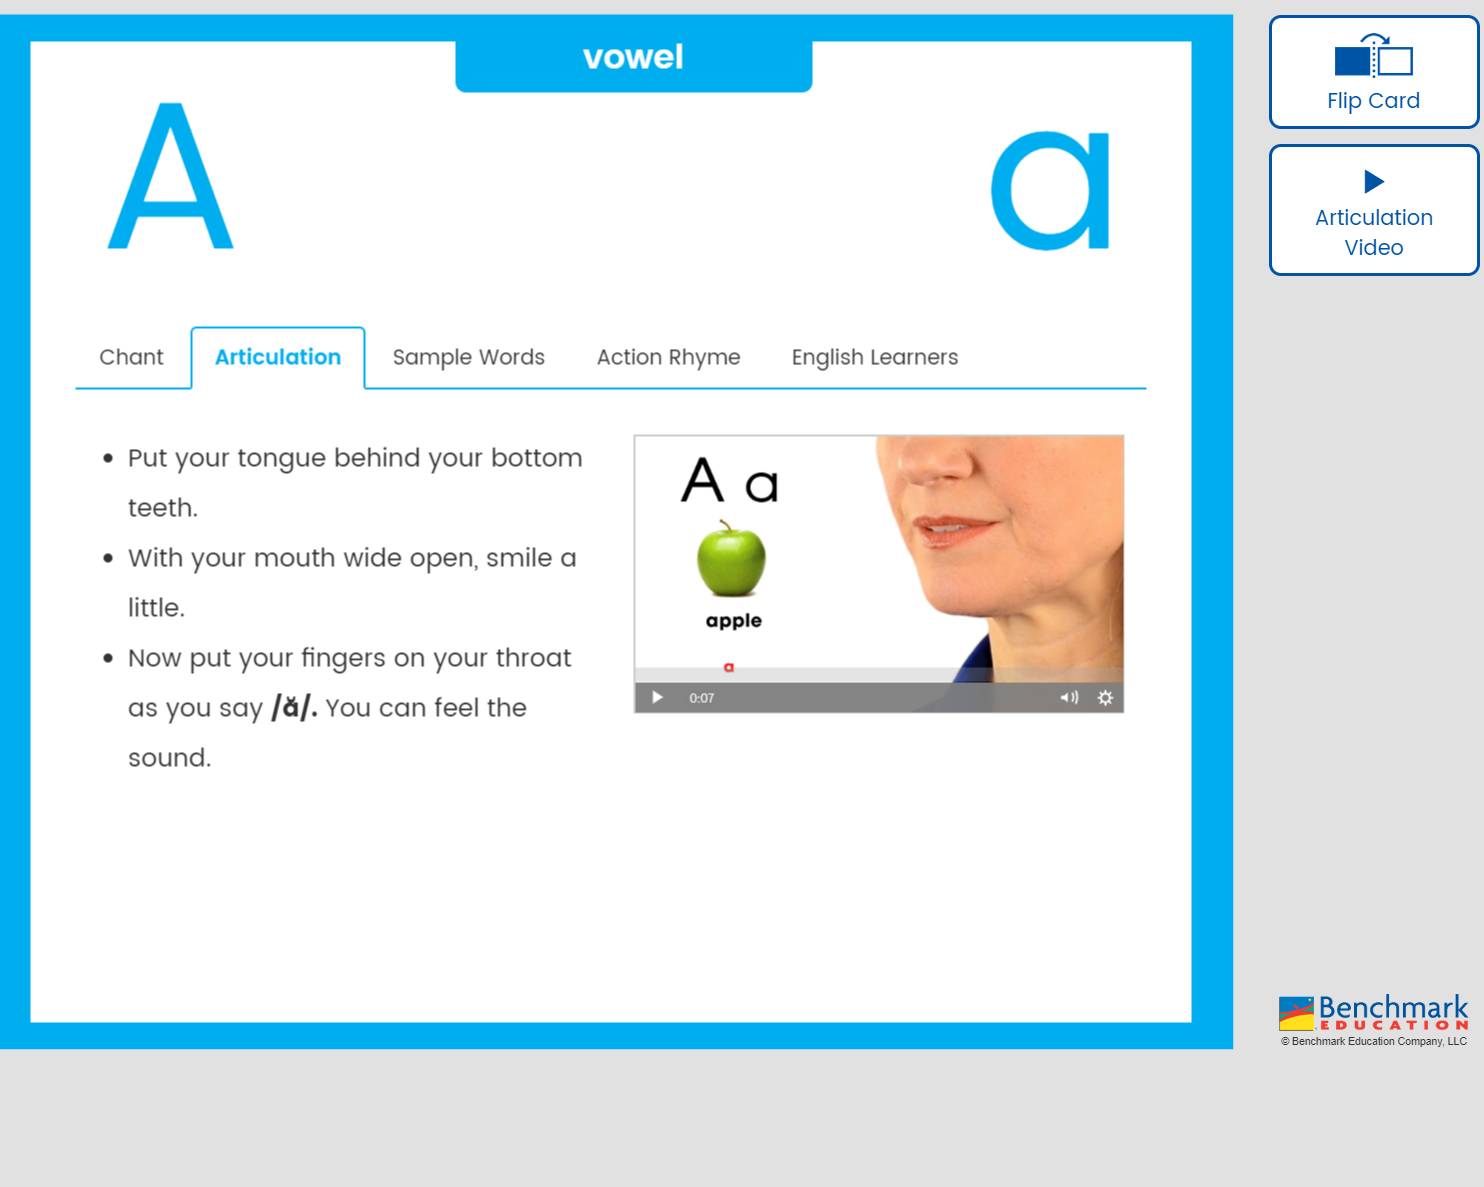 vowel
A a
Chant Articulation Sample Words Action Rhyme English Learners
• Put your tongue behind your bottom
teeth.
• With your mouth wide open, smile a
little.
• Now put your fingers on your throat
as you say /ă/. You can feel the
sound.
A a
apple
a
0:07
Flip Card
Articulation
Video
Benchmark
EDUCATION
© Benchmark Education Company, LLC